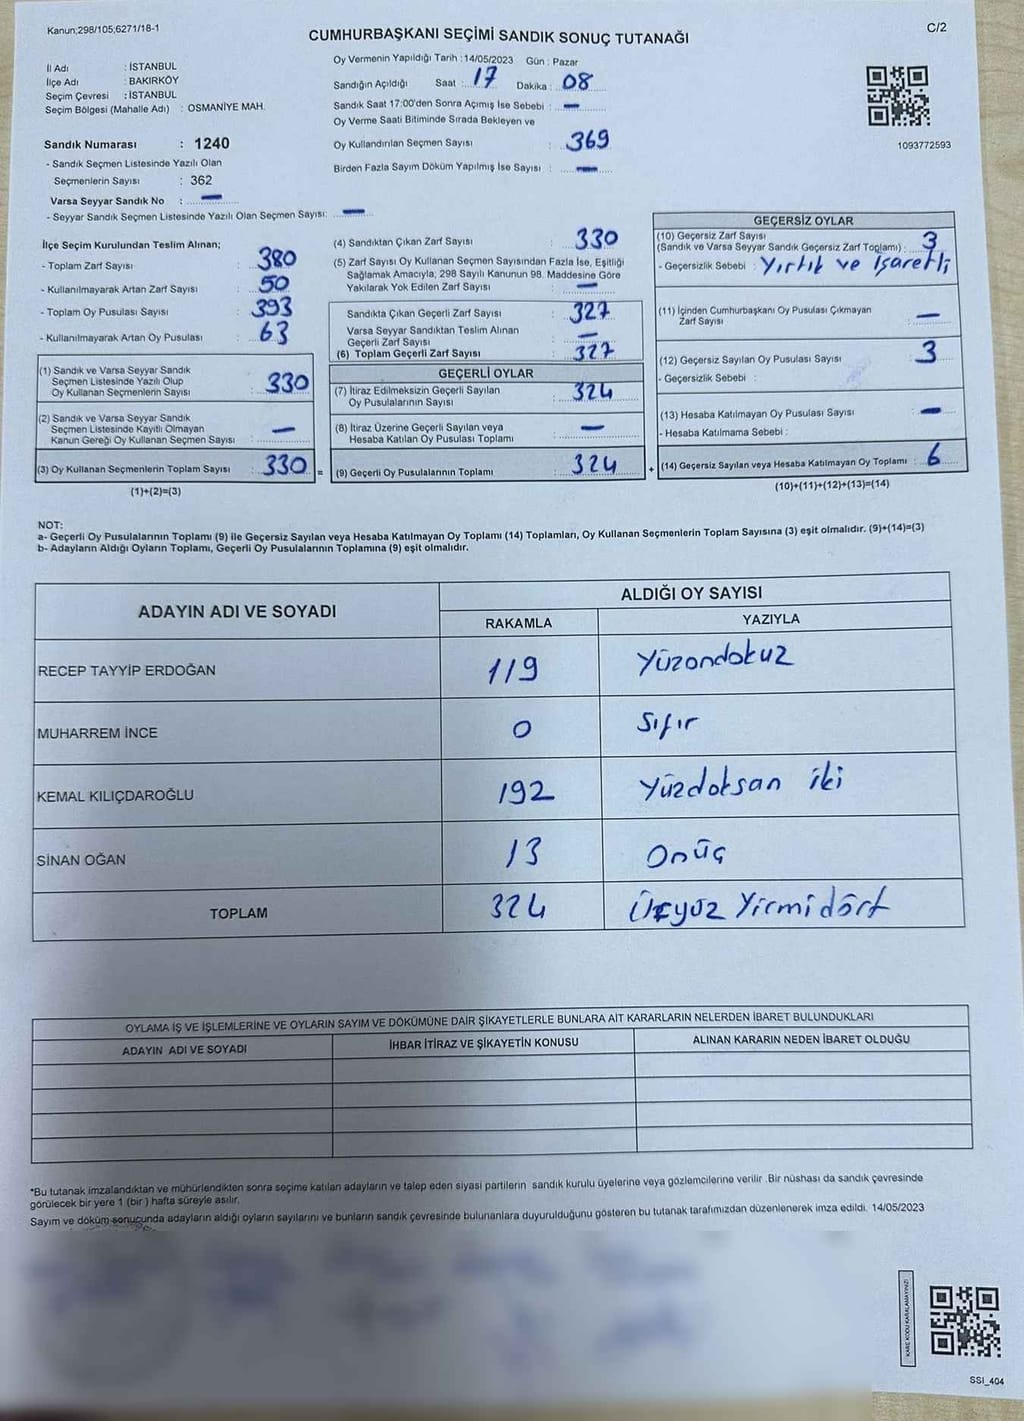 Kanun;298/105;6271/18-1
C/2
CUMHURBAŞKANI SEÇİMİ SANDIK SONUÇ TUTANAĞI
İl Adı : İSTANBUL
İlçe Adı : BAKIRKÖY
Seçim Çevresi : İSTANBUL
Seçim Bölgesi (Mahalle Adı) : OSMANİYE MAH.
Sandık Numarası : 1240
- Sandık Seçmen Listesinde Yazılı Olan
Seçmenlerin Sayısı : 362
Varsa Seyyar Sandık No : —
- Seyyar Sandık Seçmen Listesinde Yazılı Olan Seçmen Sayısı: —
Oy Vermenin Yapıldığı Tarih :14/05/2023 Gün : Pazar
Sandığın Açıldığı Saat : 17 Dakika : 08
Sandık Saat 17:00'den Sonra Açımış İse Sebebi : —
Oy Verme Saati Bitiminde Sırada Bekleyen ve
Oy Kullandırılan Seçmen Sayısı : 369
Birden Fazla Sayım Döküm Yapılmış İse Sayısı : —
1093772593
İlçe Seçim Kurulundan Teslim Alınan;
- Toplam Zarf Sayısı : 380
- Kullanılmayarak Artan Zarf Sayısı : 50
- Toplam Oy Pusulası Sayısı : 393
- Kullanılmayarak Artan Oy Pusulası : 63
(1) Sandık ve Varsa Seyyar Sandık
Seçmen Listesinde Yazılı Olup
Oy Kullanan Seçmenlerin Sayısı : 330
(2) Sandık ve Varsa Seyyar Sandık
Seçmen Listesinde Kayıtlı Olmayan
Kanun Gereği Oy Kullanan Seçmen Sayısı : —
(3) Oy Kullanan Seçmenlerin Toplam Sayısı : 330 =
(1)+(2)=(3)
(4) Sandıktan Çıkan Zarf Sayısı : 330
(5) Zarf Sayısı Oy Kullanan Seçmen Sayısından Fazla İse, Eşitliği
Sağlamak Amacıyla; 298 Sayılı Kanunun 98. Maddesine Göre
Yakılarak Yok Edilen Zarf Sayısı : —
Sandıkta Çıkan Geçerli Zarf Sayısı : 327
Varsa Seyyar Sandıktan Teslim Alınan
Geçerli Zarf Sayısı : —
(6) Toplam Geçerli Zarf Sayısı : 327
GEÇERLİ OYLAR
(7) İtiraz Edilmeksizin Geçerli Sayılan
Oy Pusulalarının Sayısı : 324
(8) İtiraz Üzerine Geçerli Sayılan veya
Hesaba Katılan Oy Pusulası Toplamı : —
(9) Geçerli Oy Pusulalarının Toplamı : 324 +
GEÇERSİZ OYLAR
(10) Geçersiz Zarf Sayısı
(Sandık ve Varsa Seyyar Sandık Geçersiz Zarf Toplamı) : 3
- Geçersizlik Sebebi : Yırtık ve İşaretli
(11) İçinden Cumhurbaşkanı Oy Pusulası Çıkmayan
Zarf Sayısı : —
(12) Geçersiz Sayılan Oy Pusulası Sayısı : 3
- Geçersizlik Sebebi :
(13) Hesaba Katılmayan Oy Pusulası Sayısı : —
- Hesaba Katılmama Sebebi :
(14) Geçersiz Sayılan veya Hesaba Katılmayan Oy Toplamı : 6
(10)+(11)+(12)+(13)=(14)
NOT:
a- Geçerli Oy Pusulalarının Toplamı (9) ile Geçersiz Sayılan veya Hesaba Katılmayan Oy Toplamı (14) Toplamları, Oy Kullanan Seçmenlerin Toplam Sayısına (3) eşit olmalıdır. (9)+(14)=(3)
b- Adayların Aldığı Oyların Toplamı, Geçerli Oy Pusulalarının Toplamına (9) eşit olmalıdır.
ADAYIN ADI VE SOYADI ALDIĞI OY SAYISI
RAKAMLA YAZIYLA
RECEP TAYYİP ERDOĞAN 119 Yüzondokuz
MUHARREM İNCE 0 Sıfır
KEMAL KILIÇDAROĞLU 192 Yüzdoksan iki
SİNAN OĞAN 13 Onüç
TOPLAM 324 Üçyüz Yirmidört
OYLAMA İŞ VE İŞLEMLERİNE VE OYLARIN SAYIM VE DÖKÜMÜNE DAİR ŞİKAYETLERLE BUNLARA AİT KARARLARIN NELERDEN İBARET BULUNDUKLARI
ADAYIN ADI VE SOYADI İHBAR İTİRAZ VE ŞİKAYETİN KONUSU ALINAN KARARIN NEDEN İBARET OLDUĞU
*Bu tutanak imzalandıktan ve mühürlendikten sonra seçime katılan adayların ve talep eden siyasi partilerin sandık kurulu üyelerine veya gözlemcilerine verilir .Bir nüshası da sandık çevresinde
görülecek bir yere 1 (bir ) hafta süreyle asılır.
Sayım ve döküm sonucunda adayların aldığı oyların sayılarını ve bunların sandık çevresinde bulunanlara duyurulduğunu gösteren bu tutanak tarafımızdan düzenlenerek imza edildi. 14/05/2023
KARE KODU KARALAMAYINIZ!
SSI_404